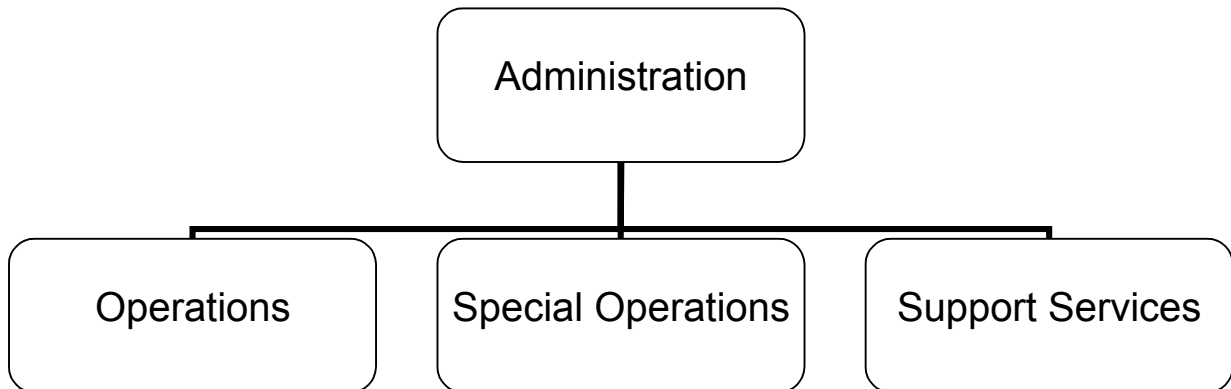 Administration
Operations
Special Operations
Support Services